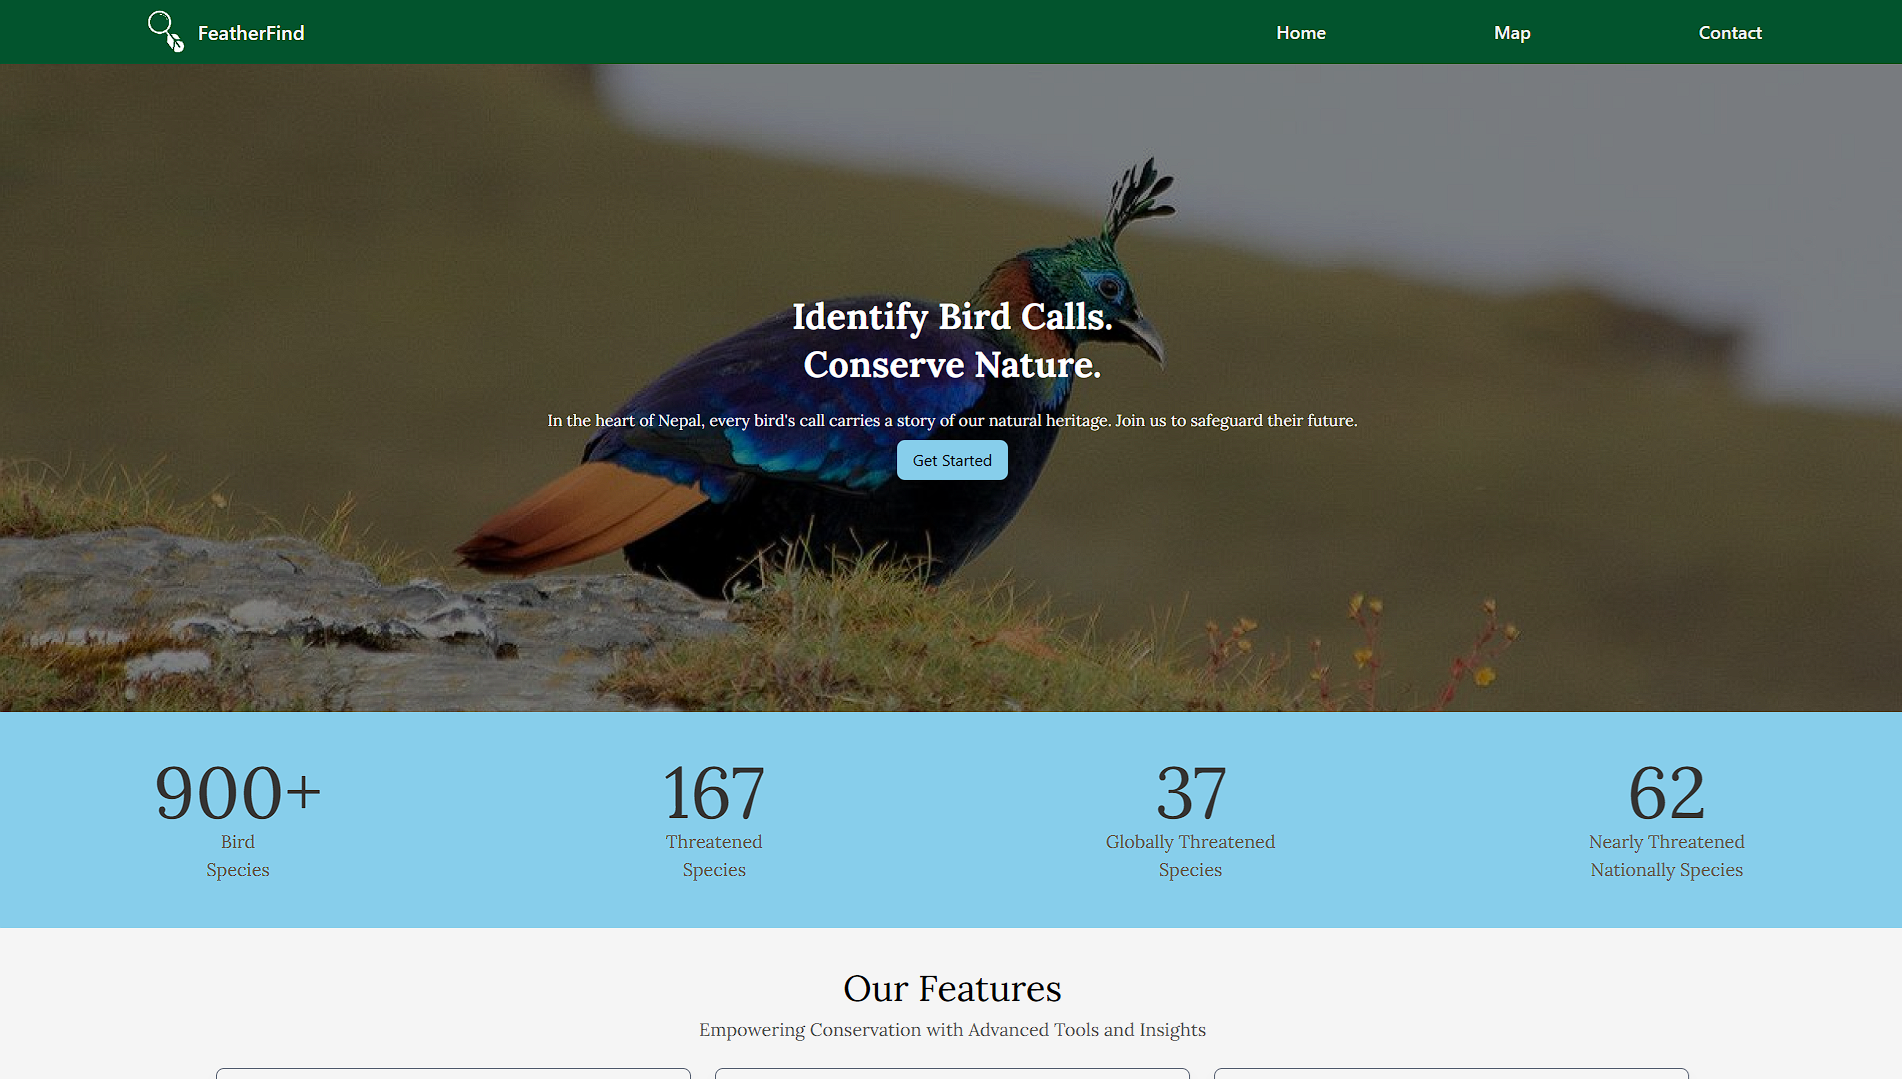 FeatherFind
Home
Map
Contact
Identify Bird Calls.
Conserve Nature.
In the heart of Nepal, every bird's call carries a story of our natural heritage. Join us to safeguard their future.
Get Started
900+
Bird
Species
167
Threatened
Species
37
Globally Threatened
Species
62
Nearly Threatened
Nationally Species
Our Features
Empowering Conservation with Advanced Tools and Insights